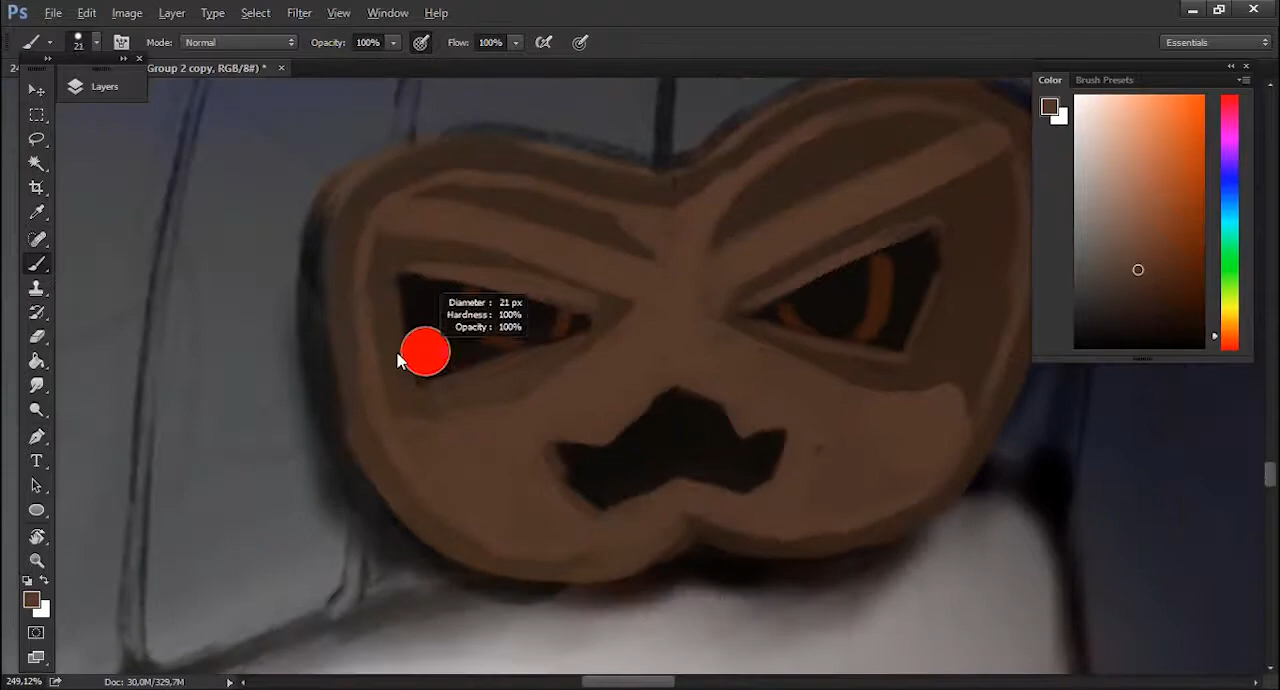 Ps File Edit Image Layer Type Select Filter View Window Help
21 Mode: Normal Opacity: 100% Flow: 100% Essentials
24 Group 2 copy, RGB/8#) *
Layers
Color Brush Presets
Diameter : 21 px
Hardness : 100%
Opacity : 100%
T
249,12% Doc: 30,0M/329,7M